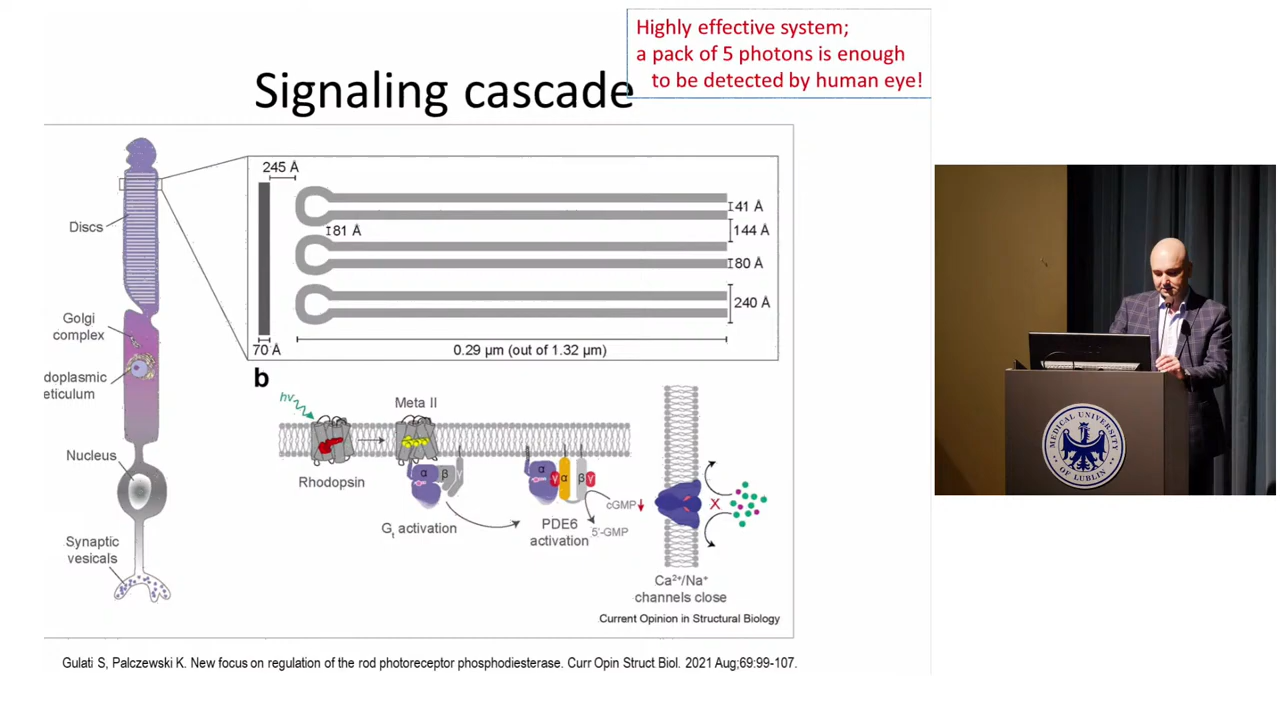 Highly effective system;
a pack of 5 photons is enough
to be detected by human eye!
Signaling cascade
245 Å
41 Å
81 Å
144 Å
80 Å
240 Å
70 Å
0.29 µm (out of 1.32 µm)
Discs
Golgi
complex
doplasmic
eticulum
Nucleus
Synaptic
vesicals
b
hv
Meta II
Rhodopsin
α
β
γ
Gt activation
α
γ
α
β
γ
PDE6
activation
cGMP
5'-GMP
X
Ca²⁺/Na⁺
channels close
Current Opinion in Structural Biology
Gulati S, Palczewski K. New focus on regulation of the rod photoreceptor phosphodiesterase. Curr Opin Struct Biol. 2021 Aug;69:99-107.
MEDICAL UNIVERSITY
OF LUBLIN